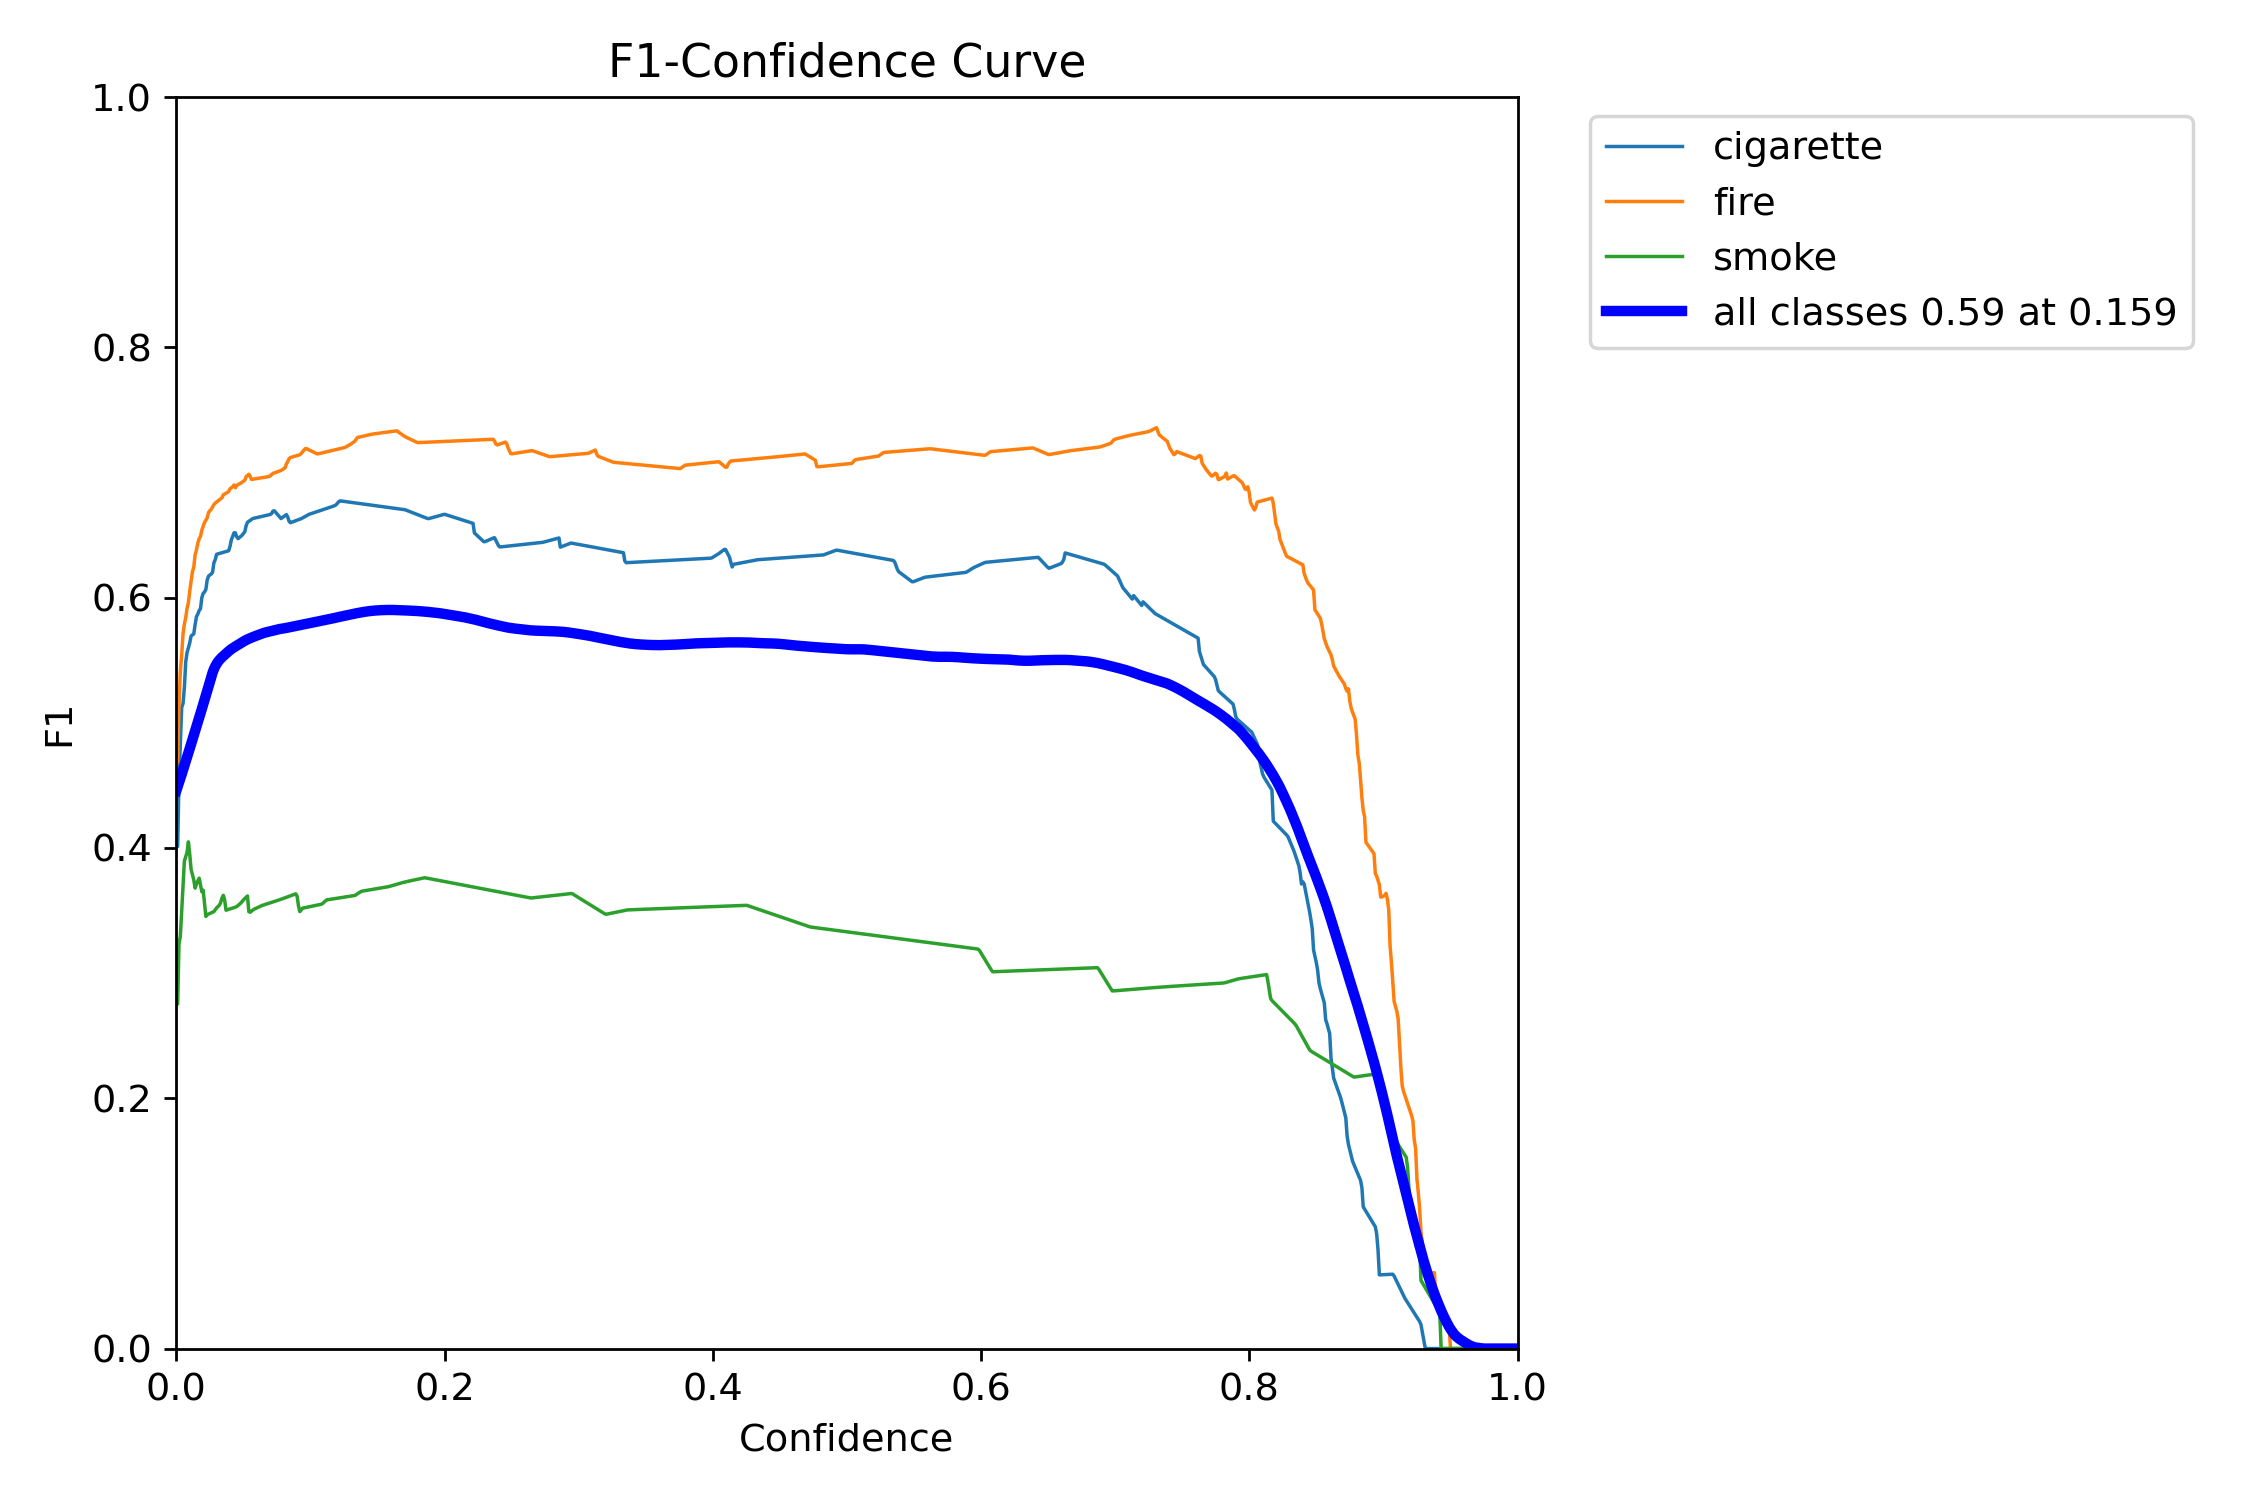 F1-Confidence Curve
1.0
0.8
0.6
0.4
0.2
0.0
F1
0.0 0.2 0.4 0.6 0.8 1.0
Confidence
cigarette
fire
smoke
all classes 0.59 at 0.159